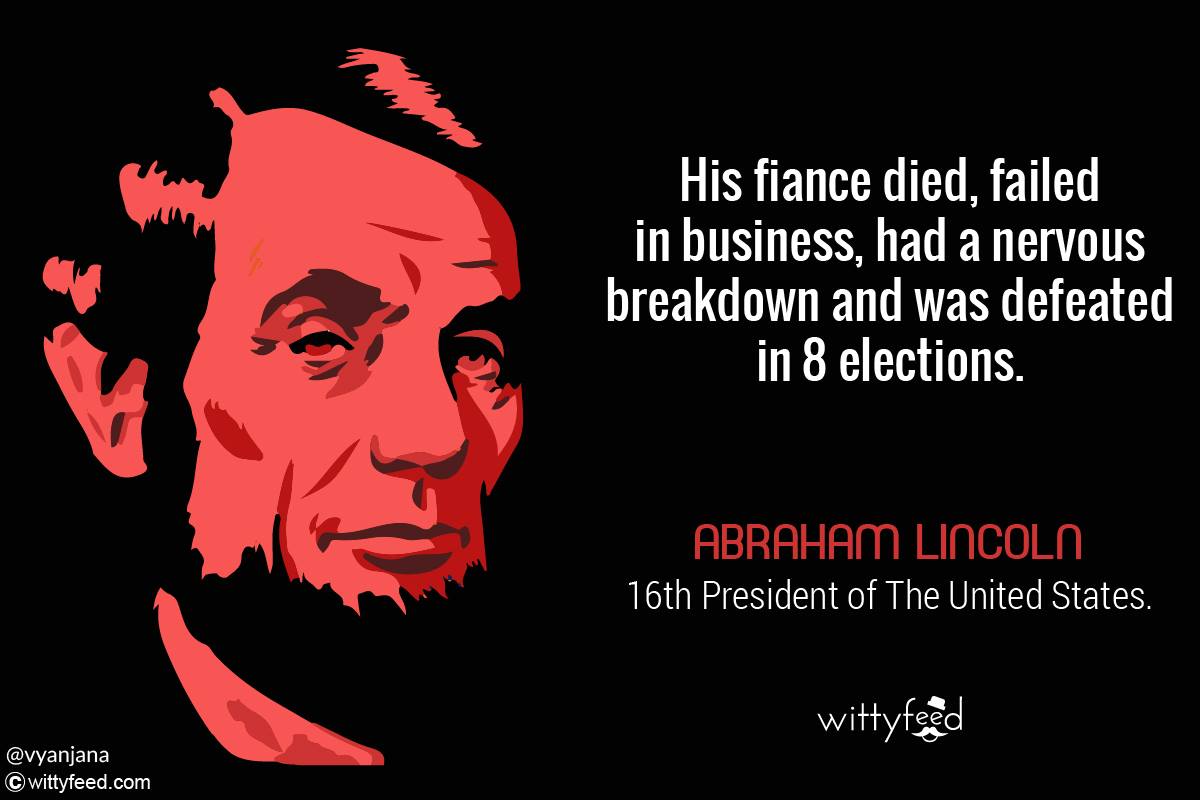 His fiance died, failed
in business, had a nervous
breakdown and was defeated
in 8 elections.
ABRAHAM LINCOLN
16th President of The United States.
wittyfeed
@vyanjana
©wittyfeed.com